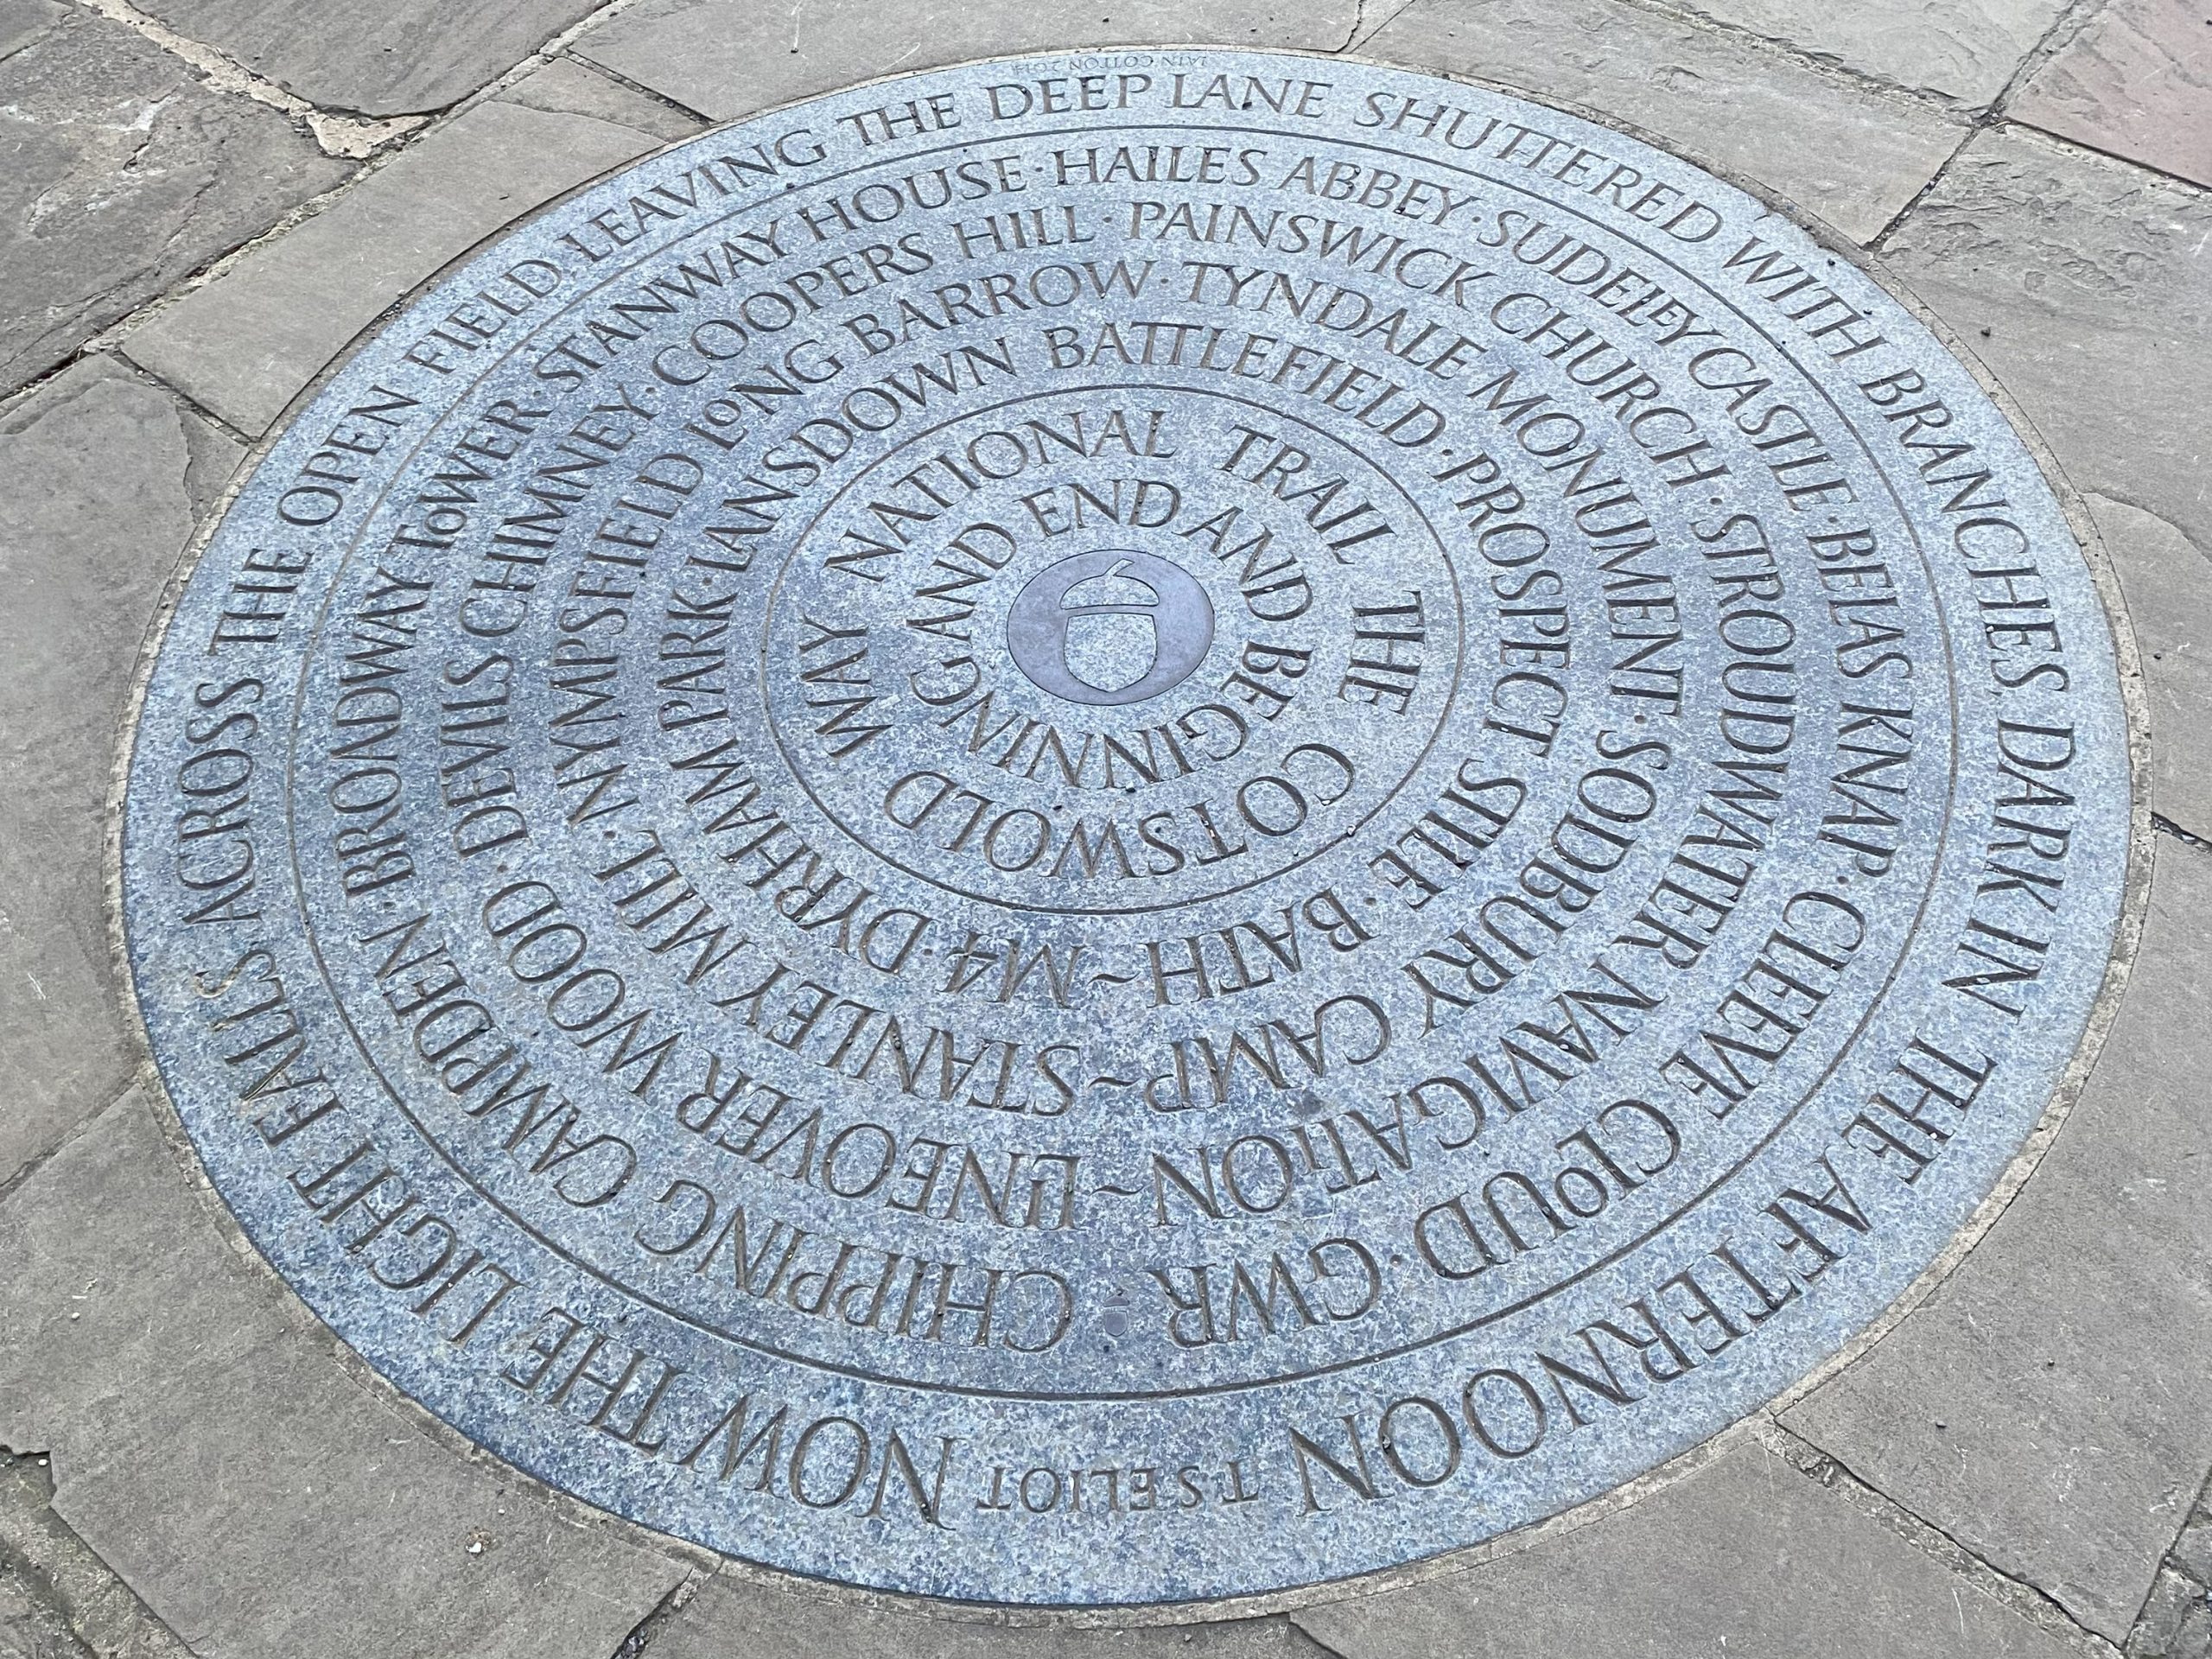 NOW THE LIGHT FALLS ACROSS THE OPEN FIELD LEAVING THE DEEP LANE SHUTTERED WITH BRANCHES, DARK IN THE AFTERNOON
T S ELIOT
CHIPPING CAMPDEN · BROADWAY TOWER · STANWAY HOUSE · HAILES ABBEY · SUDELEY CASTLE · BELAS KNAP · CLEEVE CLOUD · GWR
LINEOVER WOOD · DEVILS CHIMNEY · COOPERS HILL · PAINSWICK CHURCH · STROUDWATER NAVIGATION ~
STANLEY MILL · NYMPSFIELD LONG BARROW · TYNDALE MONUMENT · SODBURY CAMP ~
M4 · DYRHAM PARK · LANSDOWN BATTLEFIELD · PROSPECT STILE · BATH ~
THE COTSWOLD WAY NATIONAL TRAIL
AND END AND BEGINNING
IAIN COTTON 2014